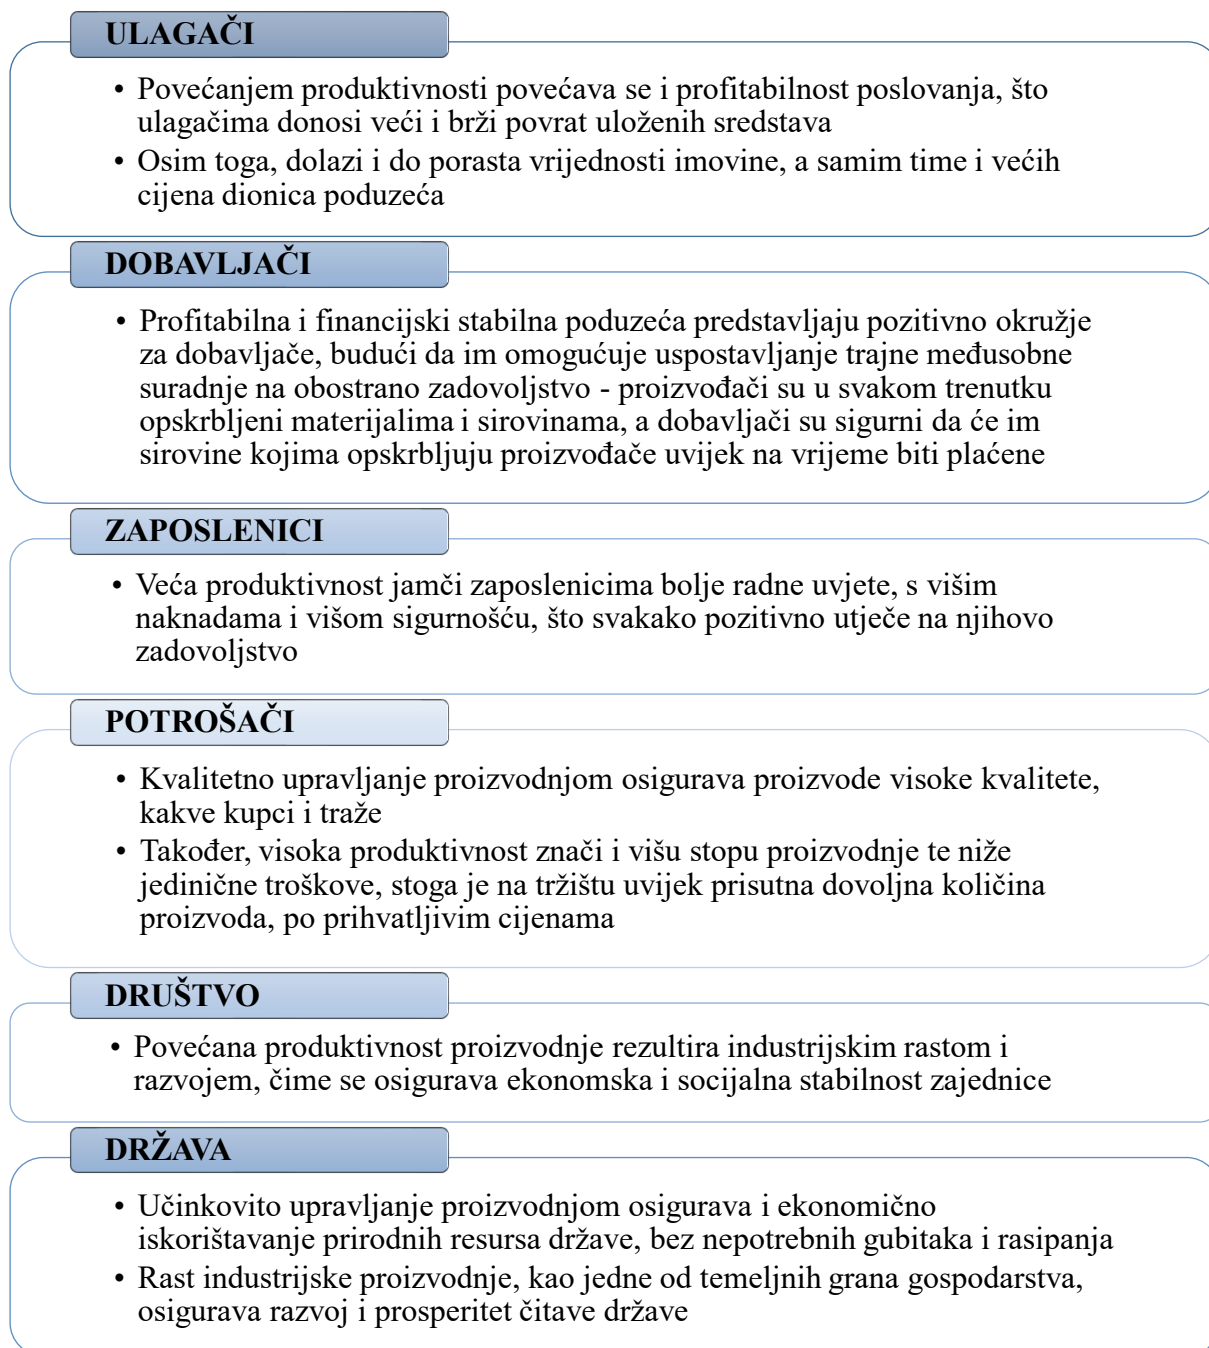 ULAGAČI
• Povećanjem produktivnosti povećava se i profitabilnost poslovanja, što
ulagačima donosi veći i brži povrat uloženih sredstava
• Osim toga, dolazi i do porasta vrijednosti imovine, a samim time i većih
cijena dionica poduzeća
DOBAVLJAČI
• Profitabilna i financijski stabilna poduzeća predstavljaju pozitivno okružje
za dobavljače, budući da im omogućuje uspostavljanje trajne međusobne
suradnje na obostrano zadovoljstvo - proizvođači su u svakom trenutku
opskrbljeni materijalima i sirovinama, a dobavljači su sigurni da će im
sirovine kojima opskrbljuju proizvođače uvijek na vrijeme biti plaćene
ZAPOSLENICI
• Veća produktivnost jamči zaposlenicima bolje radne uvjete, s višim
naknadama i višom sigurnošću, što svakako pozitivno utječe na njihovo
zadovoljstvo
POTROŠAČI
• Kvalitetno upravljanje proizvodnjom osigurava proizvode visoke kvalitete,
kakve kupci i traže
• Također, visoka produktivnost znači i višu stopu proizvodnje te niže
jedinične troškove, stoga je na tržištu uvijek prisutna dovoljna količina
proizvoda, po prihvatljivim cijenama
DRUŠTVO
• Povećana produktivnost proizvodnje rezultira industrijskim rastom i
razvojem, čime se osigurava ekonomska i socijalna stabilnost zajednice
DRŽAVA
• Učinkovito upravljanje proizvodnjom osigurava i ekonomično
iskorištavanje prirodnih resursa države, bez nepotrebnih gubitaka i rasipanja
• Rast industrijske proizvodnje, kao jedne od temeljnih grana gospodarstva,
osigurava razvoj i prosperitet čitave države